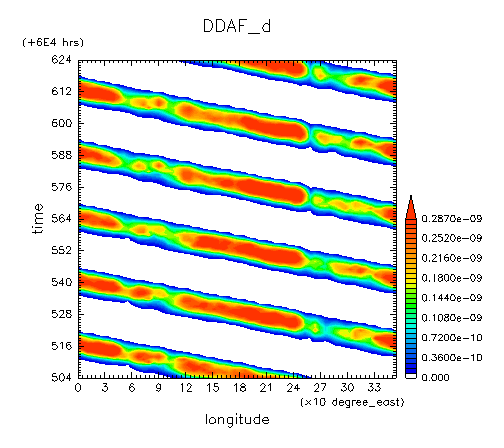 DDAF_d
(+6E4 hrs)
624
612
600
588
576
564
552
540
528
516
504
time
0 3 6 9 12 15 18 21 24 27 30 33
(×10 degree_east)
longitude
0.2870e-09
0.2520e-09
0.2160e-09
0.1800e-09
0.1440e-09
0.1080e-09
0.7200e-10
0.3600e-10
0.000